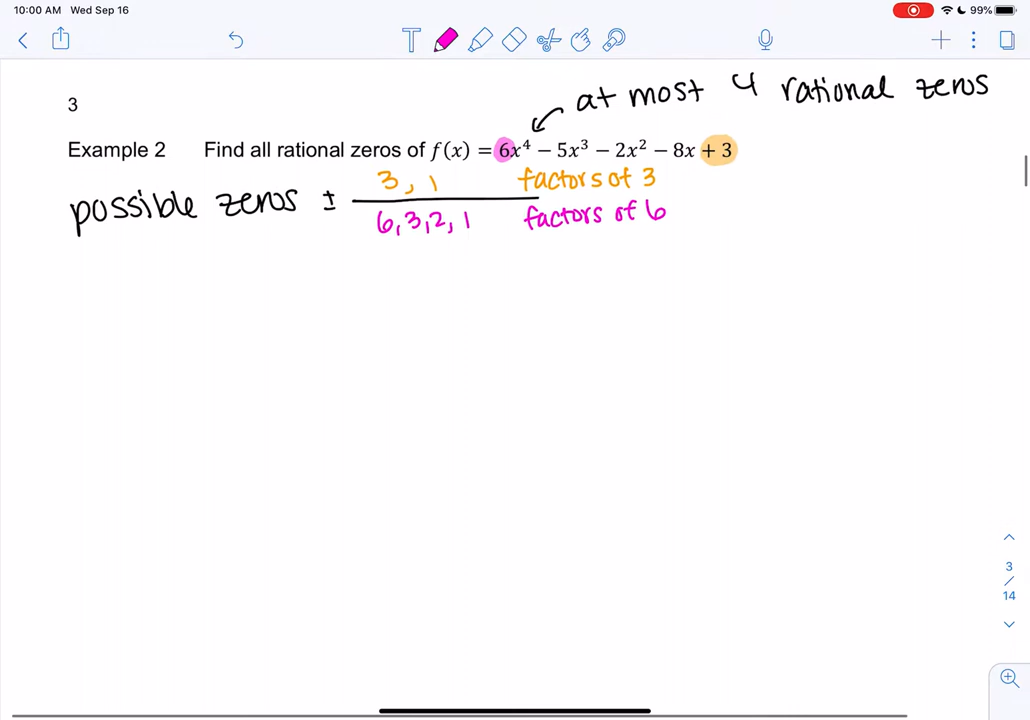 10:00 AM Wed Sep 16
99%
T
at most 4 rational zeros
3
Example 2 Find all rational zeros of f(x) = 6x⁴ − 5x³ − 2x² − 8x + 3
possible zeros ± 3, 1 factors of 3
6, 3, 2, 1 factors of 6
3
/
14